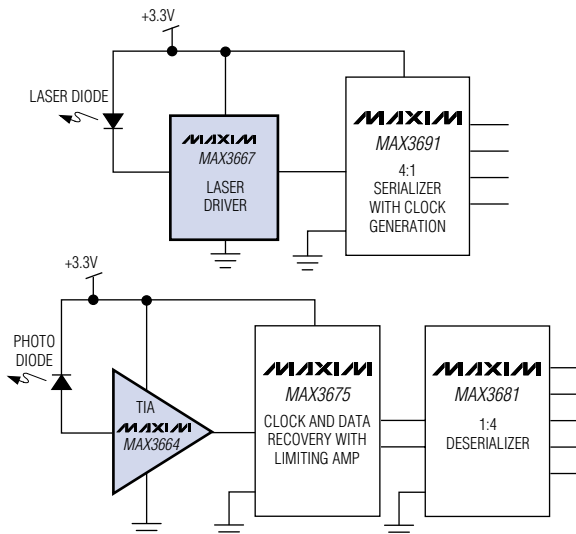 +3.3V
LASER DIODE
MAXIM
MAX3667
LASER
DRIVER
MAXIM
MAX3691
4:1
SERIALIZER
WITH CLOCK
GENERATION
+3.3V
PHOTO
DIODE
TIA
MAXIM
MAX3664
MAXIM
MAX3675
CLOCK AND DATA
RECOVERY WITH
LIMITING AMP
MAXIM
MAX3681
1:4
DESERIALIZER